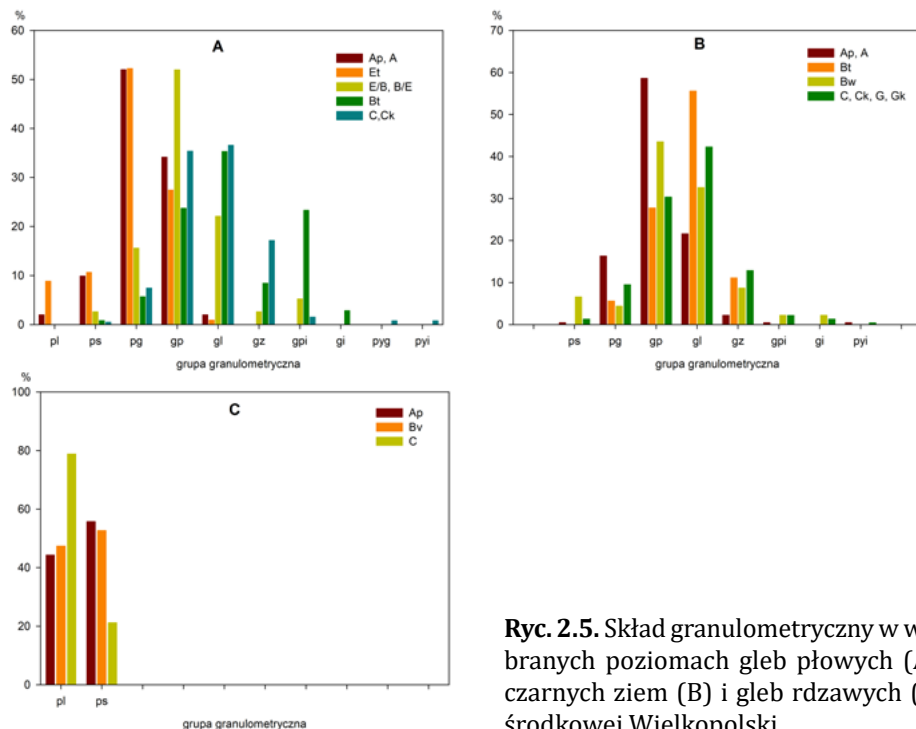 %
60
50
40
30
20
10
0
A
Ap, A
Et
E/B, B/E
Bt
C,Ck
pl ps pg gp gl gz gpi gi pyg pyi
grupa granulometryczna
%
70
60
50
40
30
20
10
0
B
Ap, A
Bt
Bw
C, Ck, G, Gk
ps pg gp gl gz gpi gi pyi
grupa granulometryczna
%
100
80
60
40
20
0
C
Ap
Bv
C
pl ps
grupa granulometryczna
Ryc. 2.5. Skład granulometryczny w w
branych poziomach gleb płowych (A
czarnych ziem (B) i gleb rdzawych (
środkowej Wielkopolski